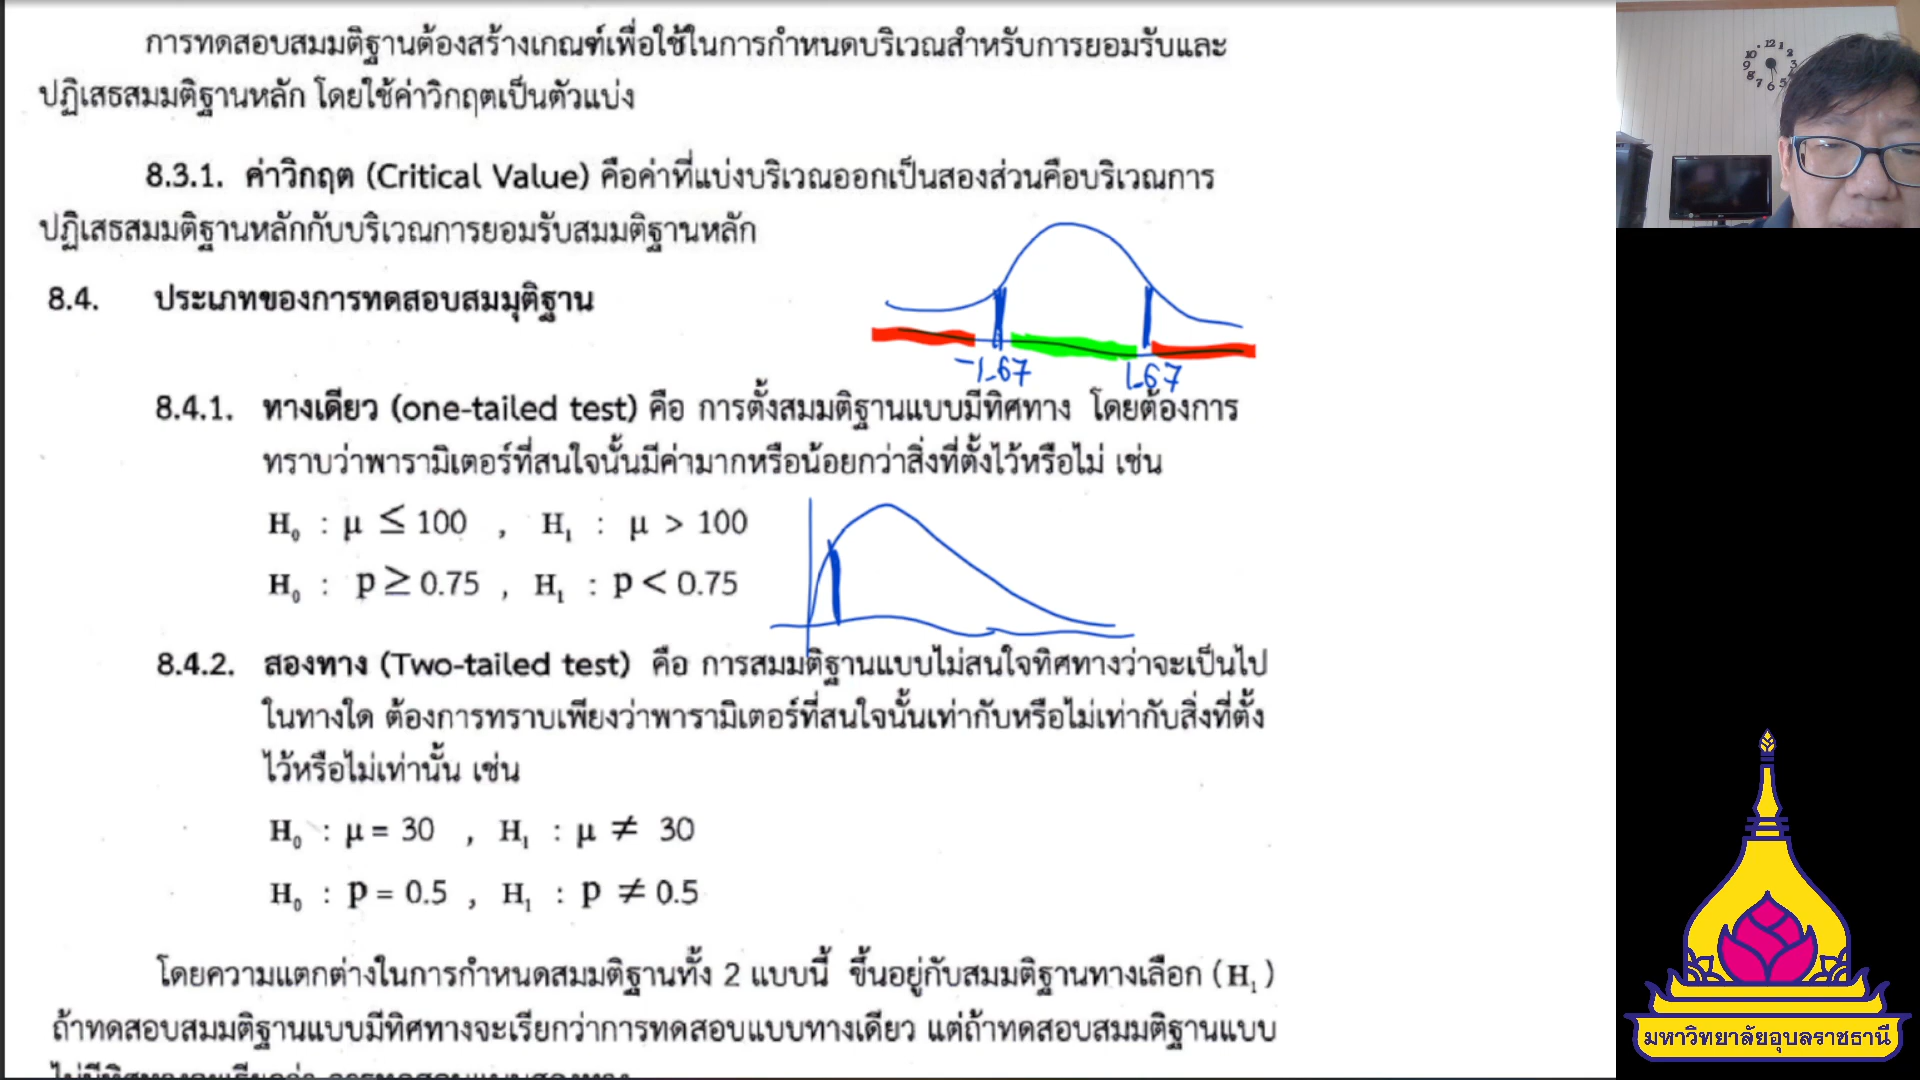 การทดสอบสมมติฐานต้องสร้างเกณฑ์เพื่อใช้ในการกำหนดบริเวณสำหรับการยอมรับและ
ปฏิเสธสมมติฐานหลัก โดยใช้ค่าวิกฤตเป็นตัวแบ่ง
8.3.1. ค่าวิกฤต (Critical Value) คือค่าที่แบ่งบริเวณออกเป็นสองส่วนคือบริเวณการ
ปฏิเสธสมมติฐานหลักกับบริเวณการยอมรับสมมติฐานหลัก
8.4. ประเภทของการทดสอบสมมุติฐาน
-1.67 1.67
8.4.1. ทางเดียว (one-tailed test) คือ การตั้งสมมติฐานแบบมีทิศทาง โดยต้องการ
ทราบว่าพารามิเตอร์ที่สนใจนั้นมีค่ามากหรือน้อยกว่าสิ่งที่ตั้งไว้หรือไม่ เช่น
H₀ : μ ≤ 100 , H₁ : μ > 100
H₀ : p ≥ 0.75 , H₁ : p < 0.75
8.4.2. สองทาง (Two-tailed test) คือ การสมมติฐานแบบไม่สนใจทิศทางว่าจะเป็นไป
ในทางใด ต้องการทราบเพียงว่าพารามิเตอร์ที่สนใจนั้นเท่ากับหรือไม่เท่ากับสิ่งที่ตั้ง
ไว้หรือไม่เท่านั้น เช่น
H₀ : μ = 30 , H₁ : μ ≠ 30
H₀ : p = 0.5 , H₁ : p ≠ 0.5
โดยความแตกต่างในการกำหนดสมมติฐานทั้ง 2 แบบนี้ ขึ้นอยู่กับสมมติฐานทางเลือก (H₁)
ถ้าทดสอบสมมติฐานแบบมีทิศทางจะเรียกว่าการทดสอบแบบทางเดียว แต่ถ้าทดสอบสมมติฐานแบบ
มหาวิทยาลัยอุบลราชธานี